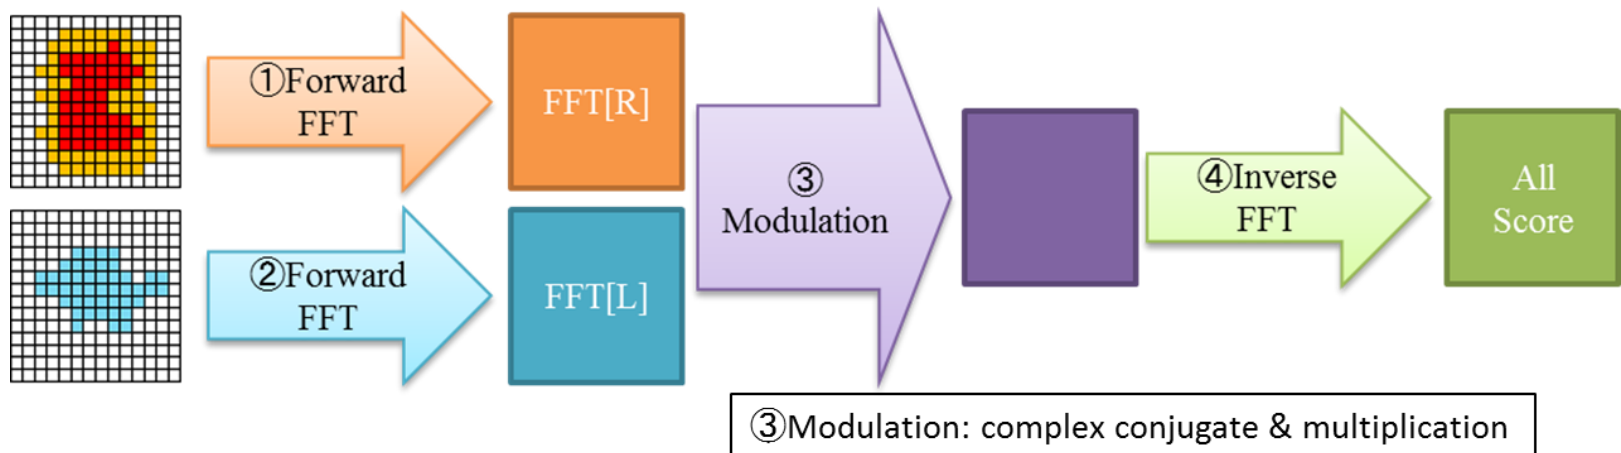 ①Forward
FFT
FFT[R]
②Forward
FFT
FFT[L]
③
Modulation
④Inverse
FFT
All
Score
③Modulation: complex conjugate & multiplication